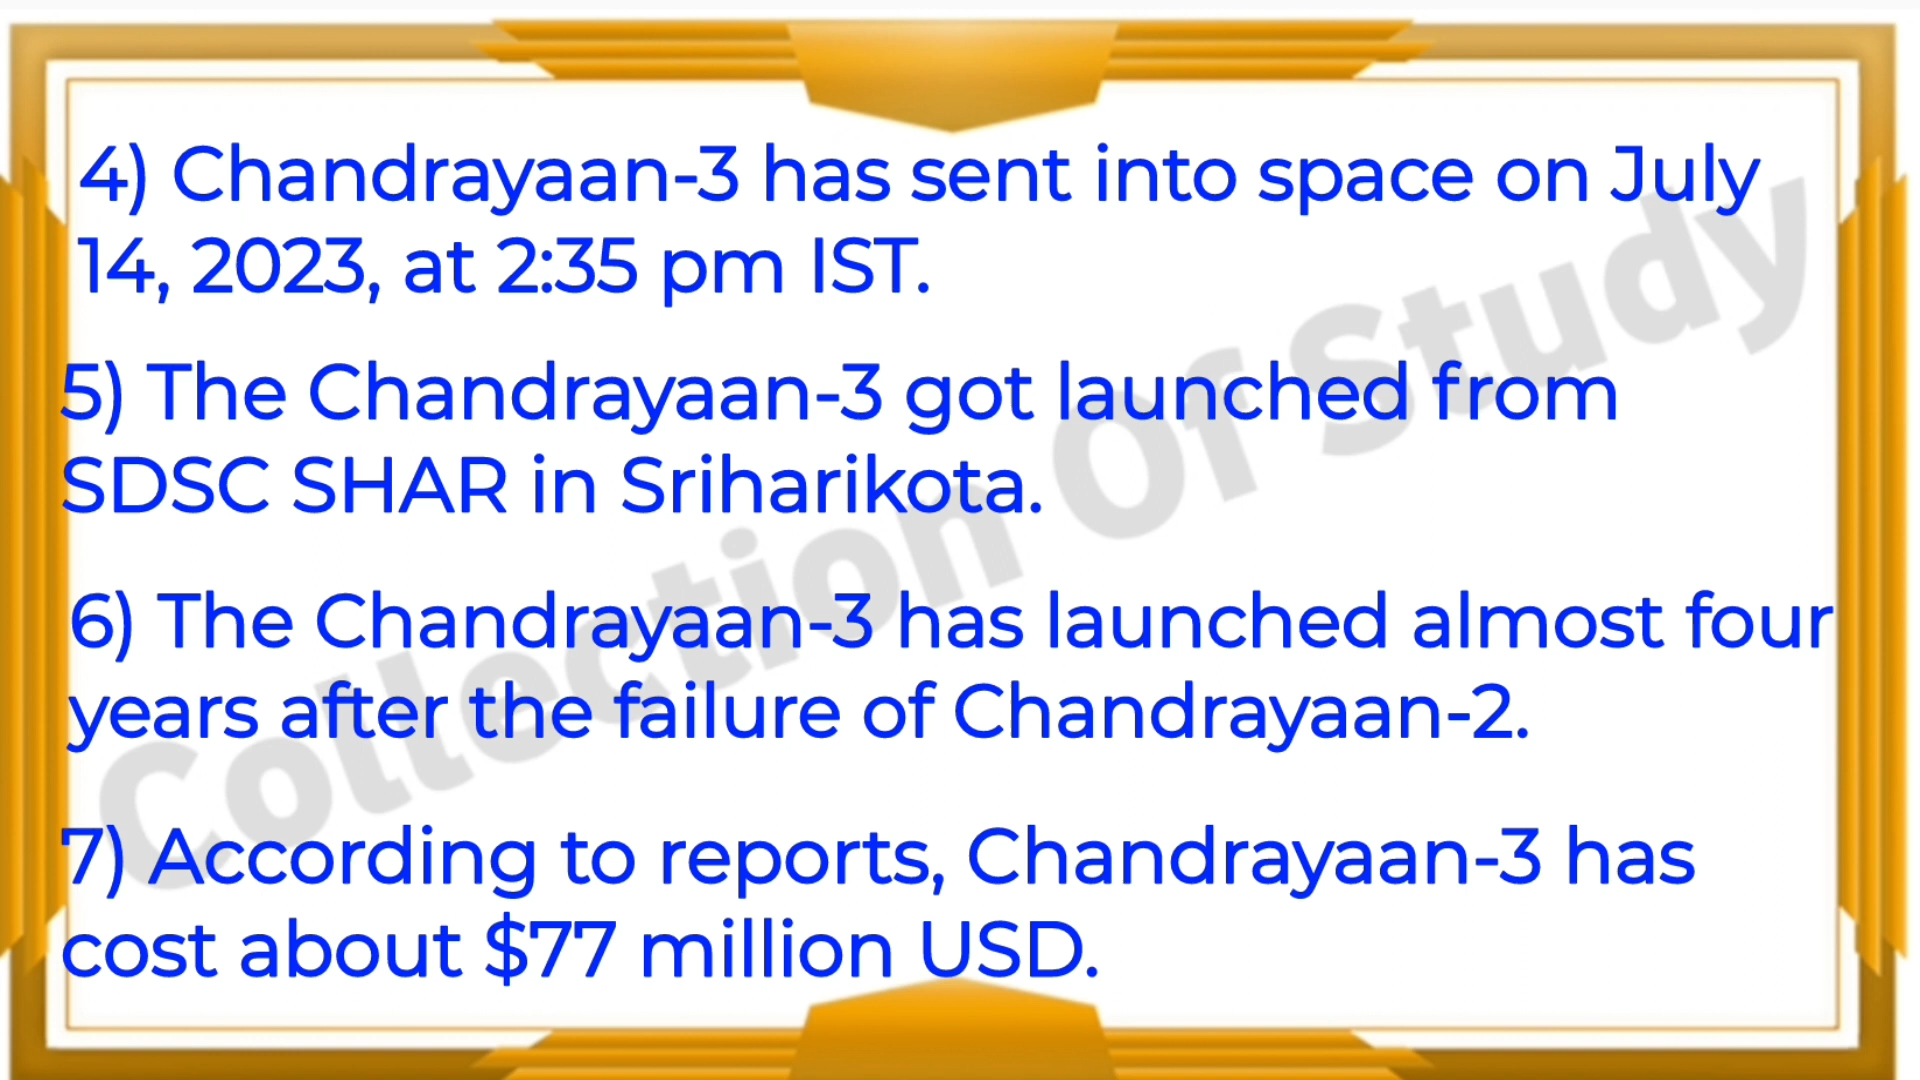 4) Chandrayaan-3 has sent into space on July
14, 2023, at 2:35 pm IST.
5) The Chandrayaan-3 got launched from
SDSC SHAR in Sriharikota.
6) The Chandrayaan-3 has launched almost four
years after the failure of Chandrayaan-2.
7) According to reports, Chandrayaan-3 has
cost about $77 million USD.
Collection Of Study